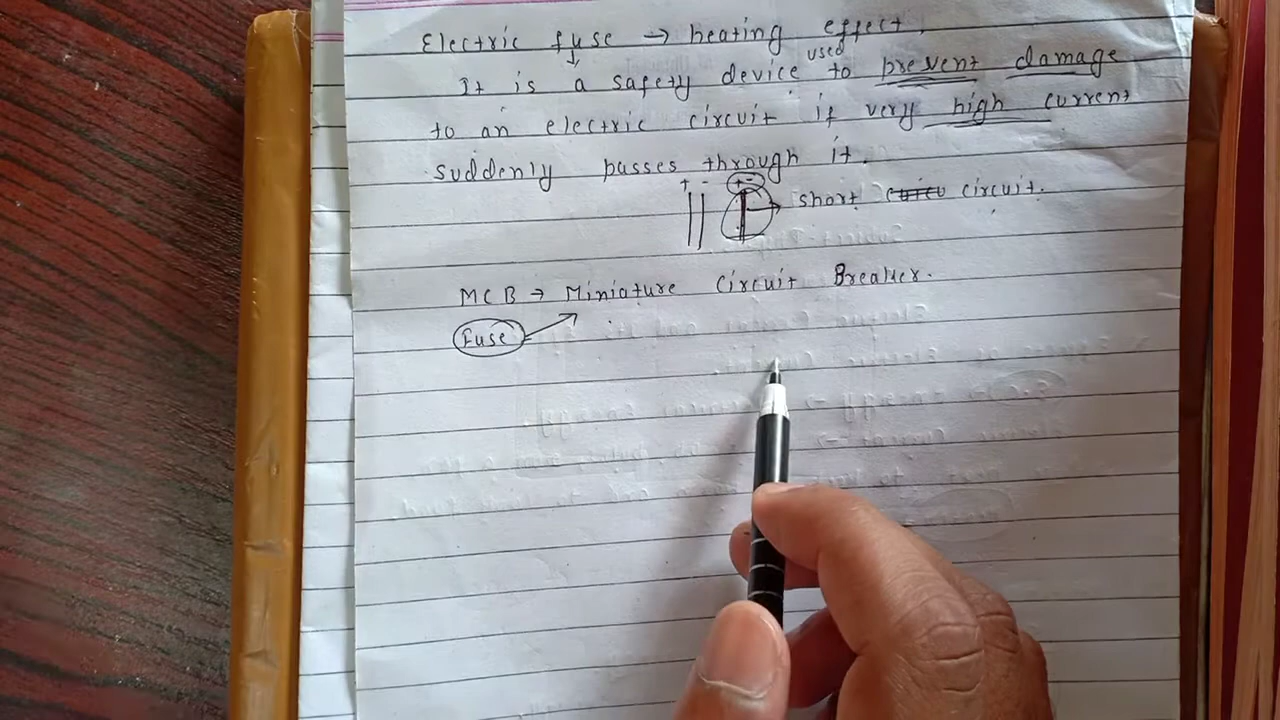 Electric fuse → heating effect.
It is a safety device used to prevent damage
to an electric circuit if very high current
suddenly passes through it.
+ - + -
short circuit.
MCB → Miniature Circuit Breaker.
Fuse